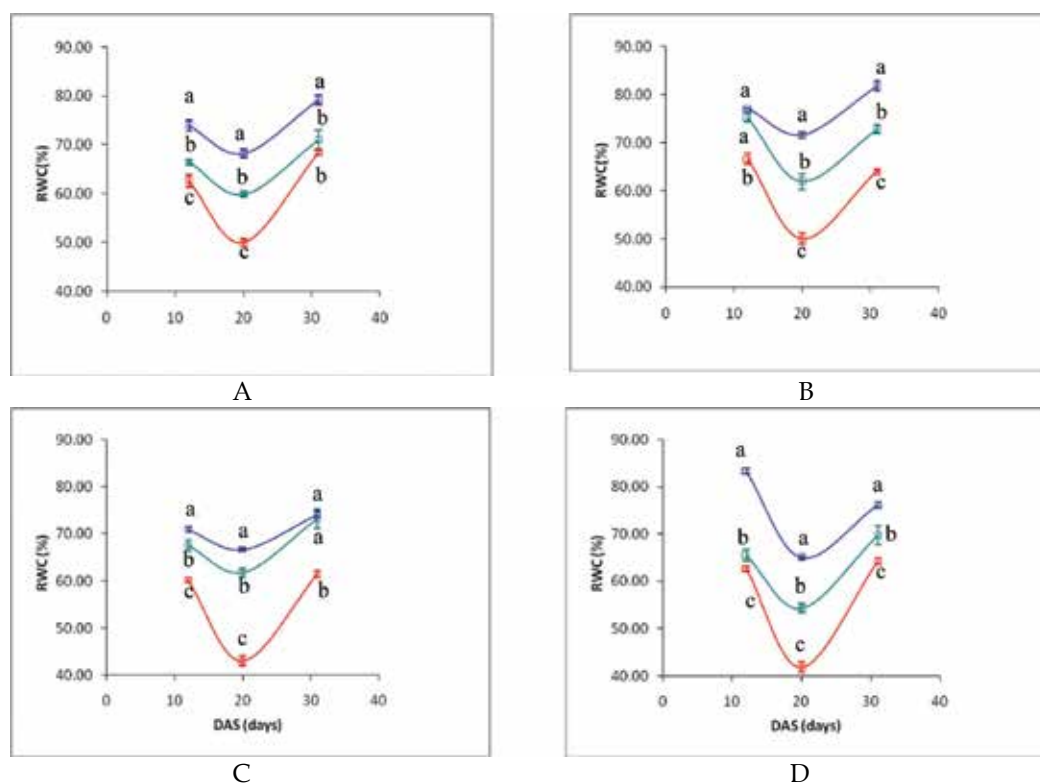 90.00
80.00
70.00
60.00
50.00
40.00
RWC(%)
0 10 20 30 40
a a a
b b b
c c b
A
90.00
80.00
70.00
60.00
50.00
40.00
RWC(%)
0 10 20 30 40
a a a
a b b
b c c
B
90.00
80.00
70.00
60.00
50.00
40.00
RWC(%)
0 10 20 30 40
DAS (days)
a a a
b b a
c c b
C
90.00
80.00
70.00
60.00
50.00
40.00
RWC(%)
0 10 20 30 40
DAS (days)
a a a
b b b
c c c
D